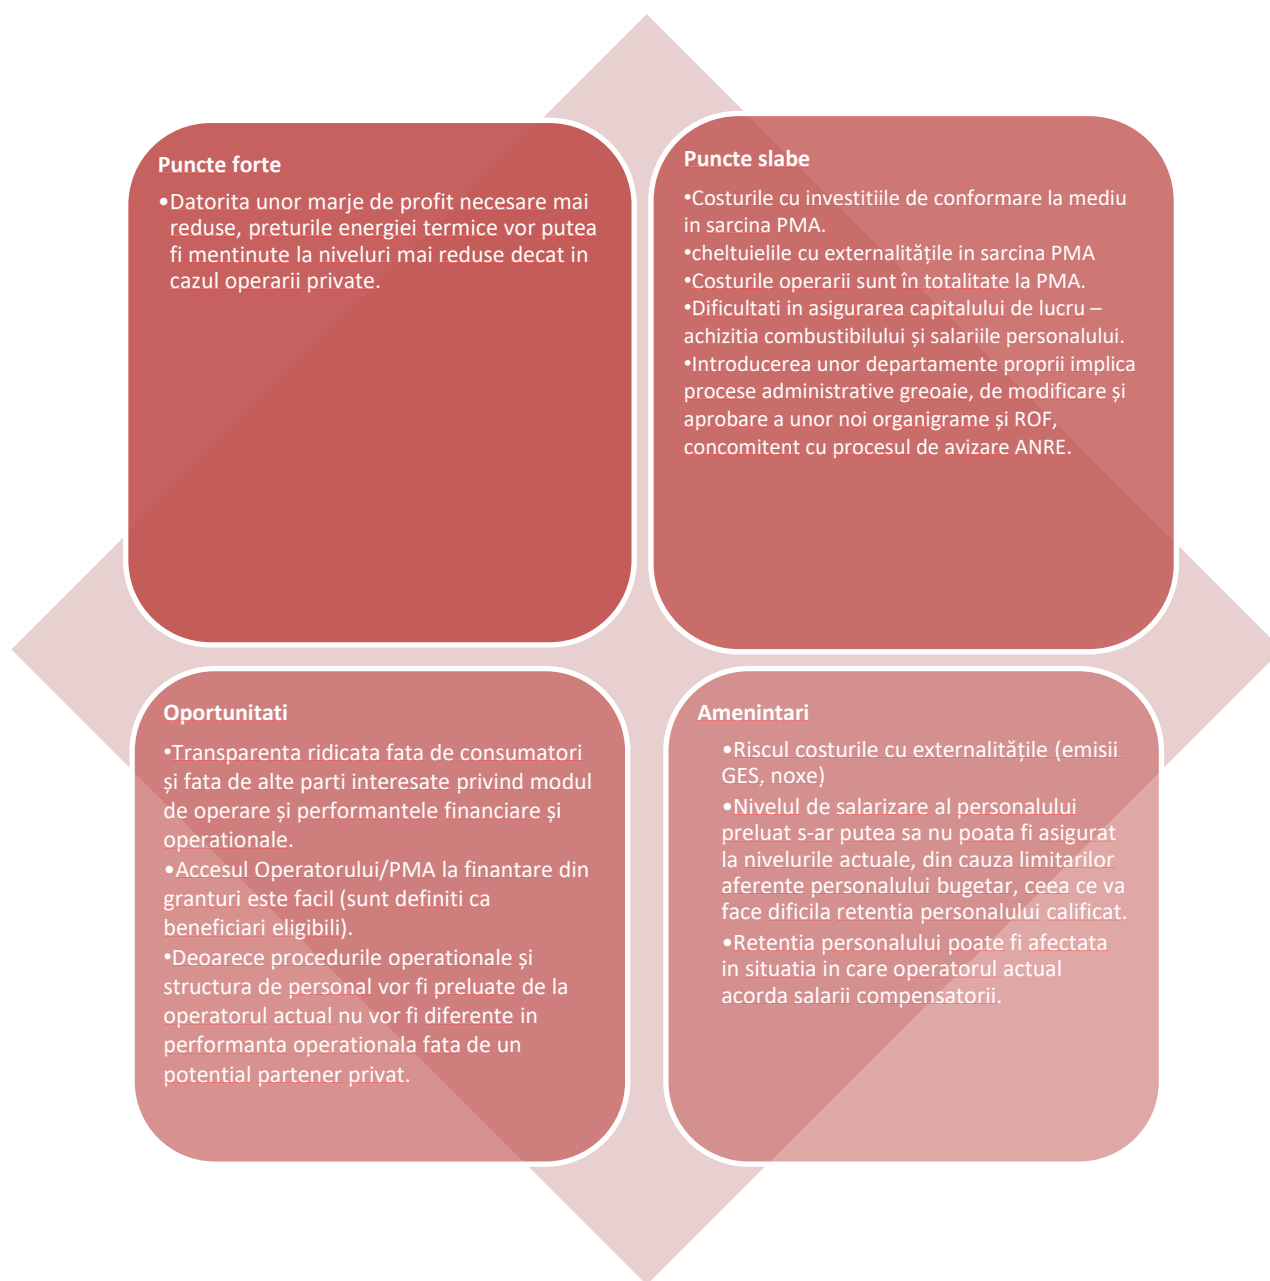 Puncte forte
•Datorita unor marje de profit necesare mai
reduse, preturile energiei termice vor putea
fi mentinute la niveluri mai reduse decat in
cazul operarii private.
Puncte slabe
•Costurile cu investitiile de conformare la mediu
in sarcina PMA.
•cheltuielile cu externalitățile in sarcina PMA
•Costurile operarii sunt în totalitate la PMA.
•Dificultati in asigurarea capitalului de lucru –
achizitia combustibilului și salariile personalului.
•Introducerea unor departamente proprii implica
procese administrative greoaie, de modificare și
aprobare a unor noi organigrame și ROF,
concomitent cu procesul de avizare ANRE.
Oportunitati
•Transparenta ridicata fata de consumatori
și fata de alte parti interesate privind modul
de operare și performantele financiare și
operationale.
•Accesul Operatorului/PMA la finantare din
granturi este facil (sunt definiti ca
beneficiari eligibili).
•Deoarece procedurile operationale și
structura de personal vor fi preluate de la
operatorul actual nu vor fi diferente in
performanta operationala fata de un
potential partener privat.
Amenintari
•Riscul costurile cu externalitățile (emisii
GES, noxe)
•Nivelul de salarizare al personalului
preluat s-ar putea sa nu poata fi asigurat
la nivelurile actuale, din cauza limitarilor
aferente personalului bugetar, ceea ce va
face dificila retentia personalului calificat.
•Retentia personalului poate fi afectata
in situatia in care operatorul actual
acorda salarii compensatorii.